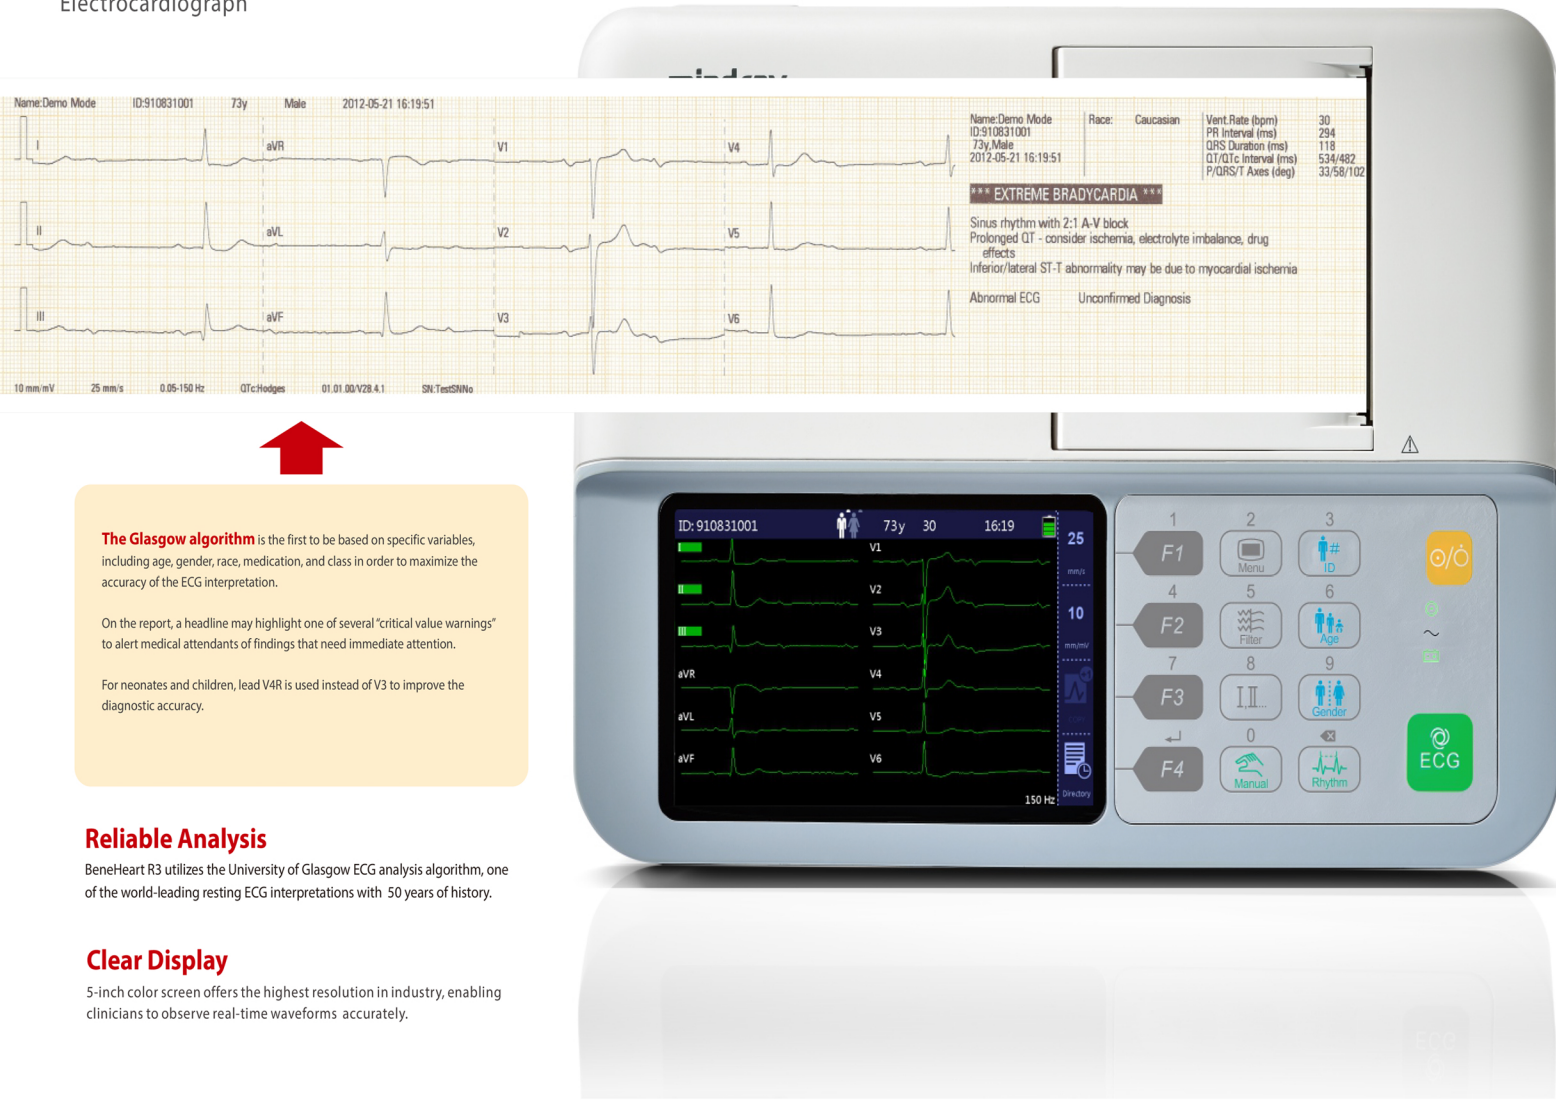 Electrocardiograph
mindray
Name:Demo Mode ID:910831001 73y Male 2012-05-21 16:19:51
I aVR V1 V4
II aVL V2 V5
III aVF V3 V6
10 mm/mV 25 mm/s 0.05-150 Hz QTc:Hodges 01.01.00/V28.4.1 SN:TestSNNo
Name:Demo Mode Race: Caucasian Vent.Rate (bpm) 30
ID:910831001 PR Interval (ms) 294
73y,Male QRS Duration (ms) 118
2012-05-21 16:19:51 QT/QTc Interval (ms) 534/482
P/QRS/T Axes (deg) 33/58/102
*** EXTREME BRADYCARDIA ***
Sinus rhythm with 2:1 A-V block
Prolonged QT - consider ischemia, electrolyte imbalance, drug
effects
Inferior/lateral ST-T abnormality may be due to myocardial ischemia
Abnormal ECG Unconfirmed Diagnosis
The Glasgow algorithm is the first to be based on specific variables,
including age, gender, race, medication, and class in order to maximize the
accuracy of the ECG interpretation.
On the report, a headline may highlight one of several “critical value warnings”
to alert medical attendants of findings that need immediate attention.
For neonates and children, lead V4R is used instead of V3 to improve the
diagnostic accuracy.
Reliable Analysis
BeneHeart R3 utilizes the University of Glasgow ECG analysis algorithm, one
of the world-leading resting ECG interpretations with 50 years of history.
Clear Display
5-inch color screen offers the highest resolution in industry, enabling
clinicians to observe real-time waveforms accurately.
ID: 910831001 73y 30 16:19
25
mm/s
10
mm/mV
Directory
I V1
II V2
III V3
aVR V4
aVL V5
aVF V6
150 Hz
1 2 3
F1 Menu # ID
4 5 6
F2 Filter Age
7 8 9
F3 I,II... Gender
0
F4 Manual Rhythm
ECG